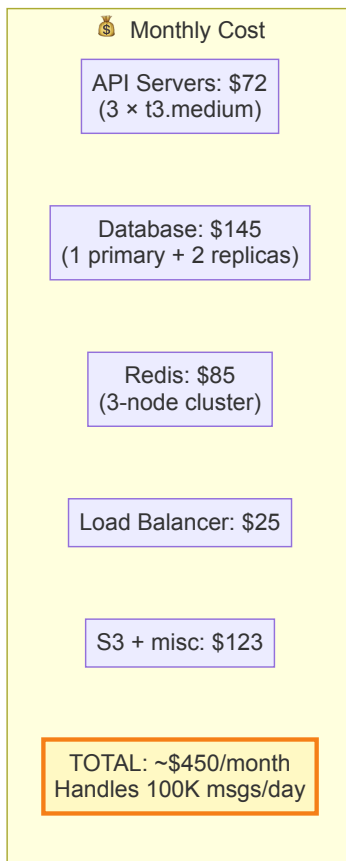 💰 Monthly Cost
API Servers: $72
(3 × t3.medium)
Database: $145
(1 primary + 2 replicas)
Redis: $85
(3-node cluster)
Load Balancer: $25
S3 + misc: $123
TOTAL: ~$450/month
Handles 100K msgs/day